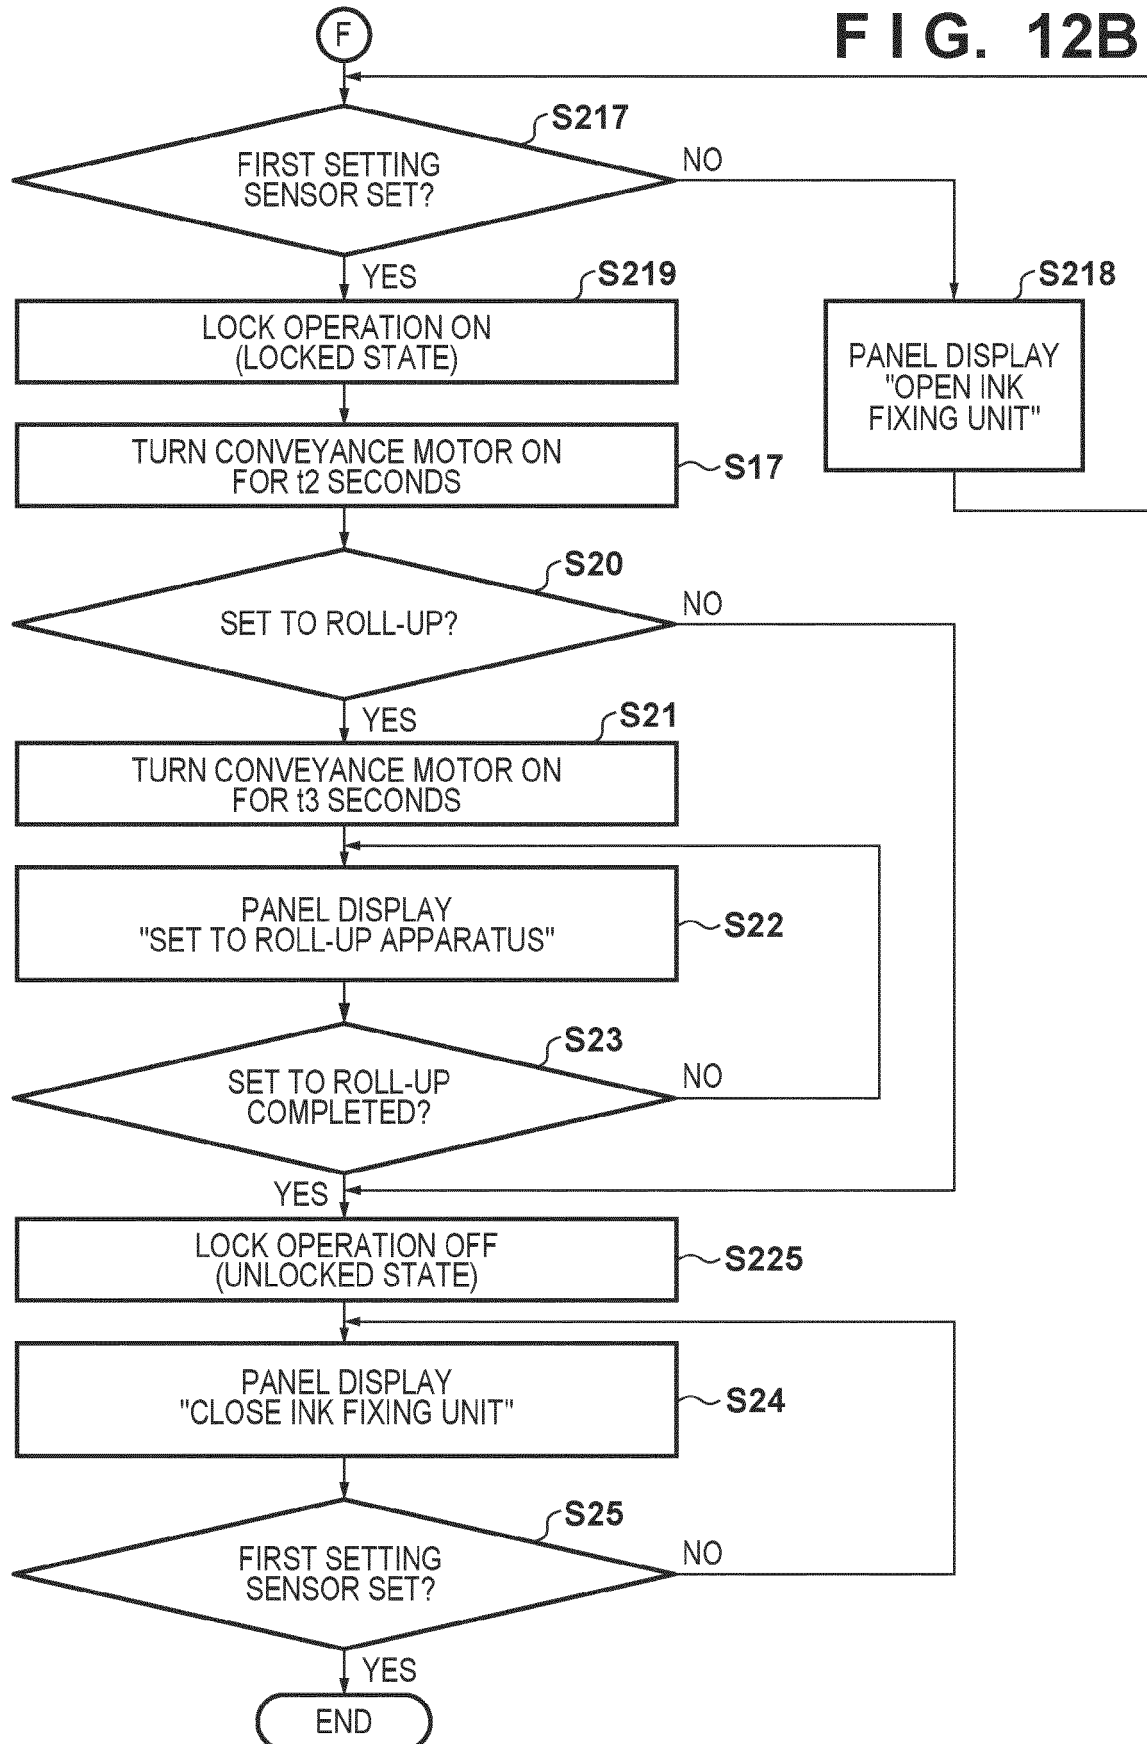 F
FIG. 12B
S217
FIRST SETTING
SENSOR SET?
NO
YES
S219
LOCK OPERATION ON
(LOCKED STATE)
S218
PANEL DISPLAY
"OPEN INK
FIXING UNIT"
TURN CONVEYANCE MOTOR ON
FOR t2 SECONDS
S17
S20
SET TO ROLL-UP?
NO
YES
S21
TURN CONVEYANCE MOTOR ON
FOR t3 SECONDS
PANEL DISPLAY
"SET TO ROLL-UP APPARATUS"
S22
S23
SET TO ROLL-UP
COMPLETED?
NO
YES
LOCK OPERATION OFF
(UNLOCKED STATE)
S225
PANEL DISPLAY
"CLOSE INK FIXING UNIT"
S24
S25
FIRST SETTING
SENSOR SET?
NO
YES
END